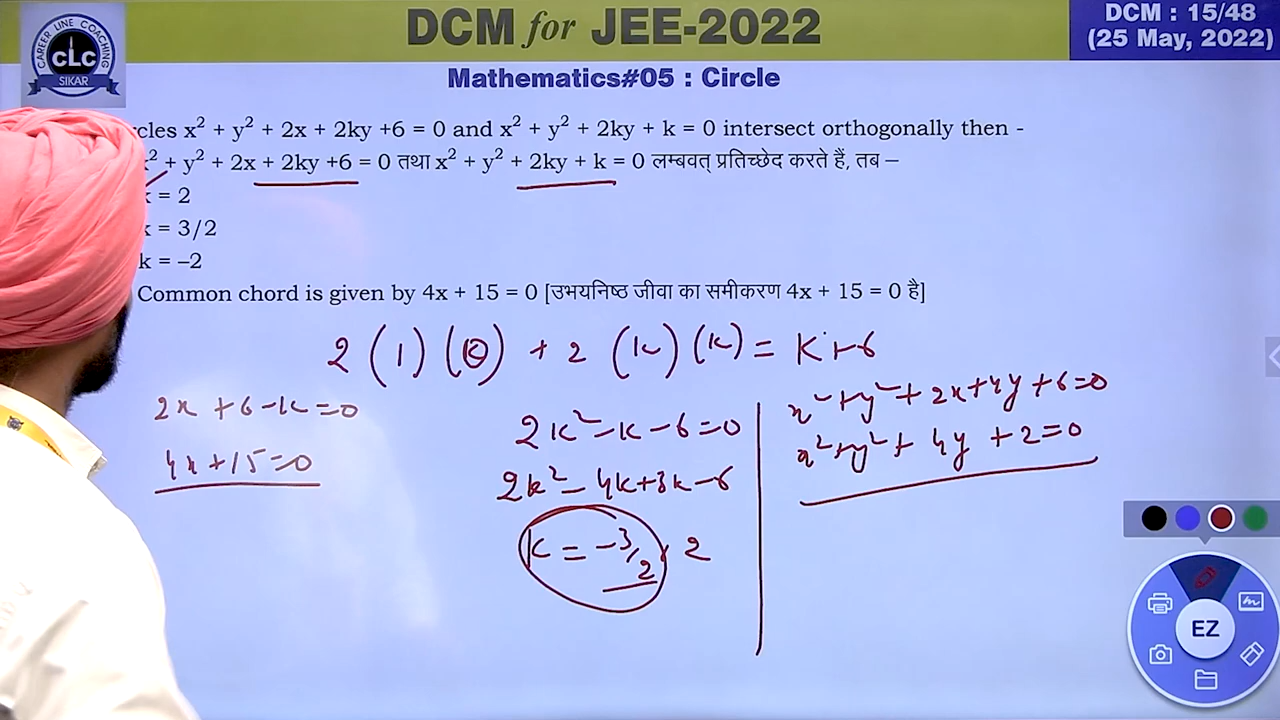 CAREER LINE COACHING
CLC
SIKAR
DCM for JEE-2022
DCM : 15/48
(25 May, 2022)
Mathematics#05 : Circle
cles x² + y² + 2x + 2ky +6 = 0 and x² + y² + 2ky + k = 0 intersect orthogonally then -
x² + y² + 2x + 2ky +6 = 0 तथा x² + y² + 2ky + k = 0 लम्बवत् प्रतिच्छेद करते हैं, तब –
k = 2
k = 3/2
k = –2
Common chord is given by 4x + 15 = 0 [उभयनिष्ठ जीवा का समीकरण 4x + 15 = 0 है]
2 (1) (0) + 2 (k) (k) = k + 6
2x + 6 - k = 0
4x + 15 = 0
2k² - k - 6 = 0
2k² - 4k + 3k - 6
k = -3/2, 2
x² + y² + 2x + 4y + 6 = 0
x² + y² + 4y + 2 = 0
EZ